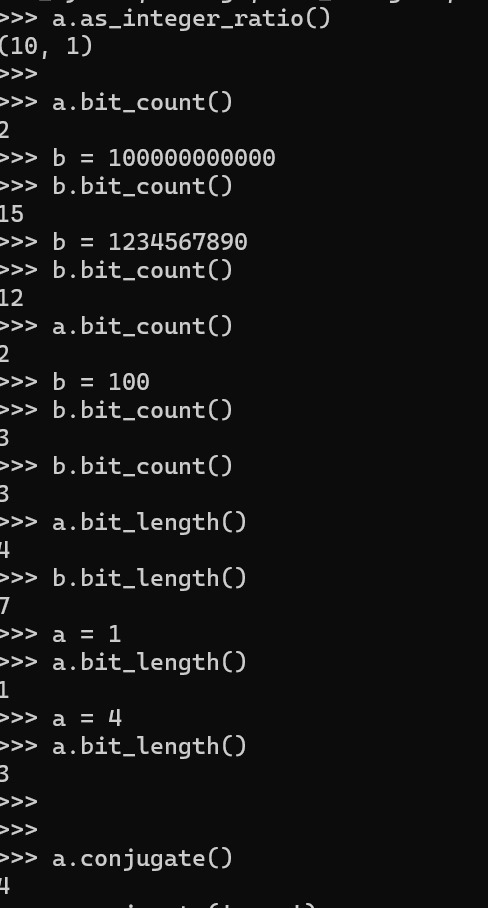 >>> a.as_integer_ratio()
(10, 1)
>>>
>>> a.bit_count()
2
>>> b = 100000000000
>>> b.bit_count()
15
>>> b = 1234567890
>>> b.bit_count()
12
>>> a.bit_count()
2
>>> b = 100
>>> b.bit_count()
3
>>> b.bit_count()
3
>>> a.bit_length()
4
>>> b.bit_length()
7
>>> a = 1
>>> a.bit_length()
1
>>> a = 4
>>> a.bit_length()
3
>>>
>>>
>>> a.conjugate()
4